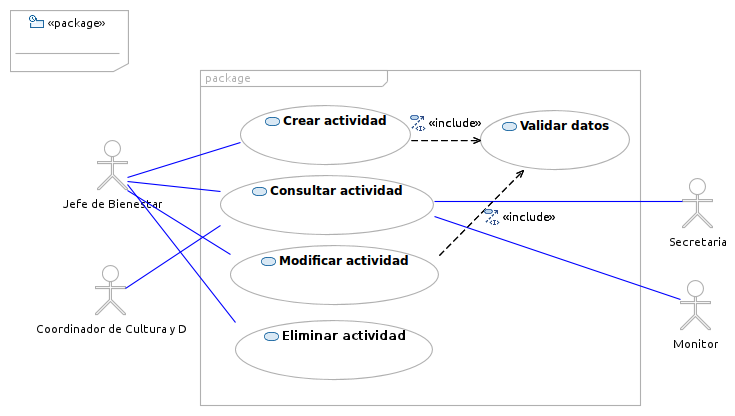 «package»
package
Crear actividad
«include»
Validar datos
Jefe de Bienestar
Consultar actividad
«include»
Secretaria
Modificar actividad
Coordinador de Cultura y D
Eliminar actividad
Monitor